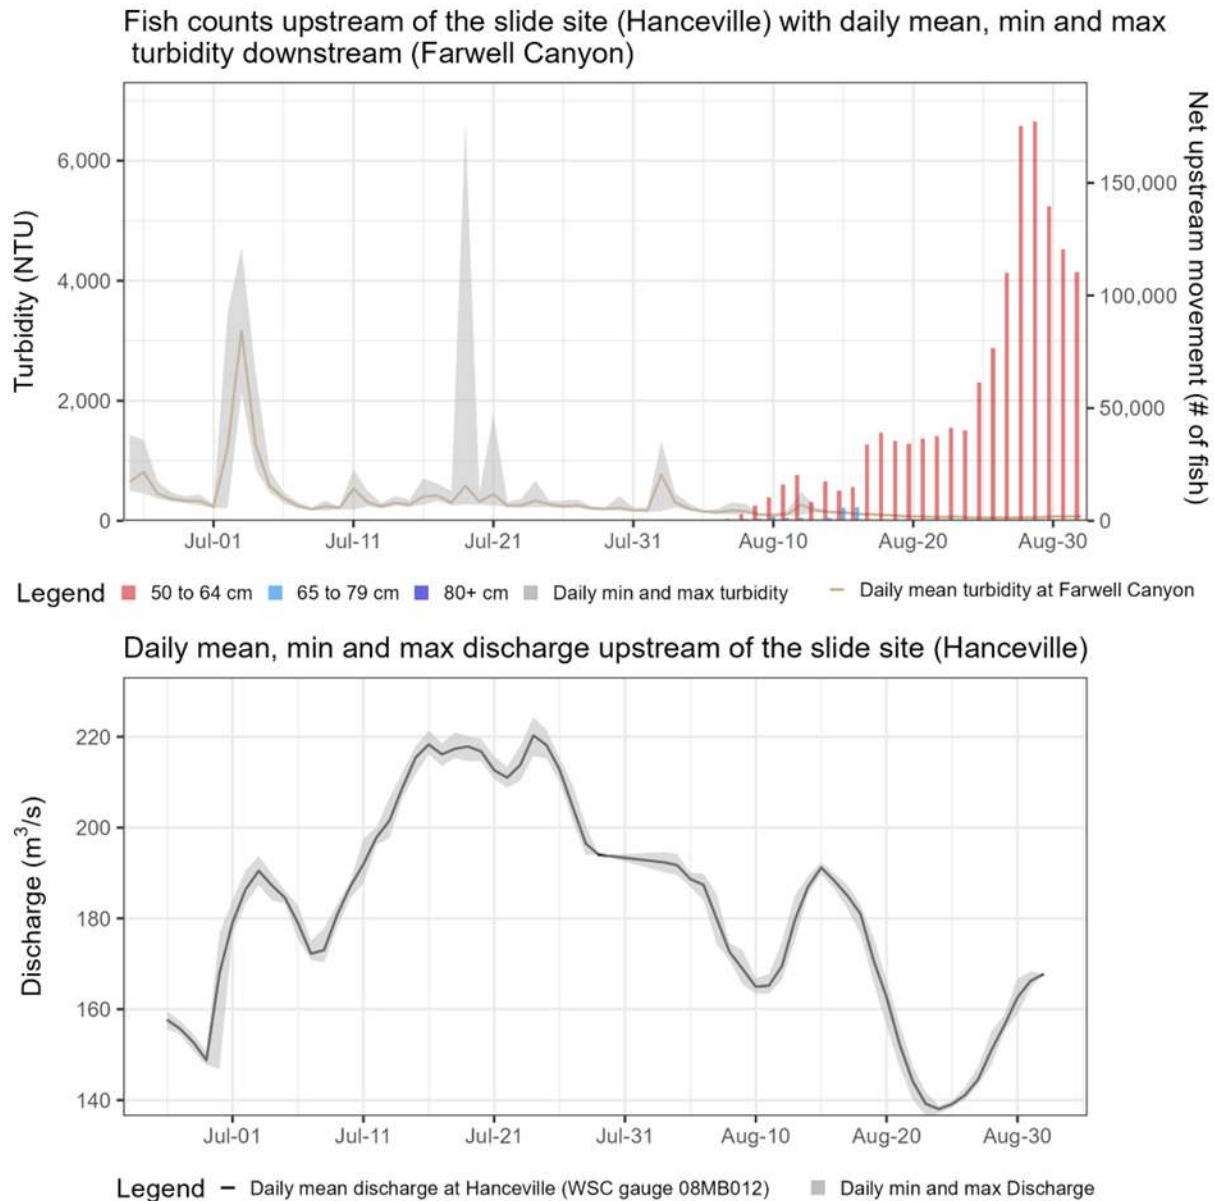 Fish counts upstream of the slide site (Hanceville) with daily mean, min and max
turbidity downstream (Farwell Canyon)
Turbidity (NTU)
6,000
4,000
2,000
0
Net upstream movement (# of fish)
150,000
100,000
50,000
0
Jul-01 Jul-11 Jul-21 Jul-31 Aug-10 Aug-20 Aug-30
Legend 50 to 64 cm 65 to 79 cm 80+ cm Daily min and max turbidity Daily mean turbidity at Farwell Canyon
Daily mean, min and max discharge upstream of the slide site (Hanceville)
Discharge (m³/s)
220
200
180
160
140
Jul-01 Jul-11 Jul-21 Jul-31 Aug-10 Aug-20 Aug-30
Legend Daily mean discharge at Hanceville (WSC gauge 08MB012) Daily min and max Discharge